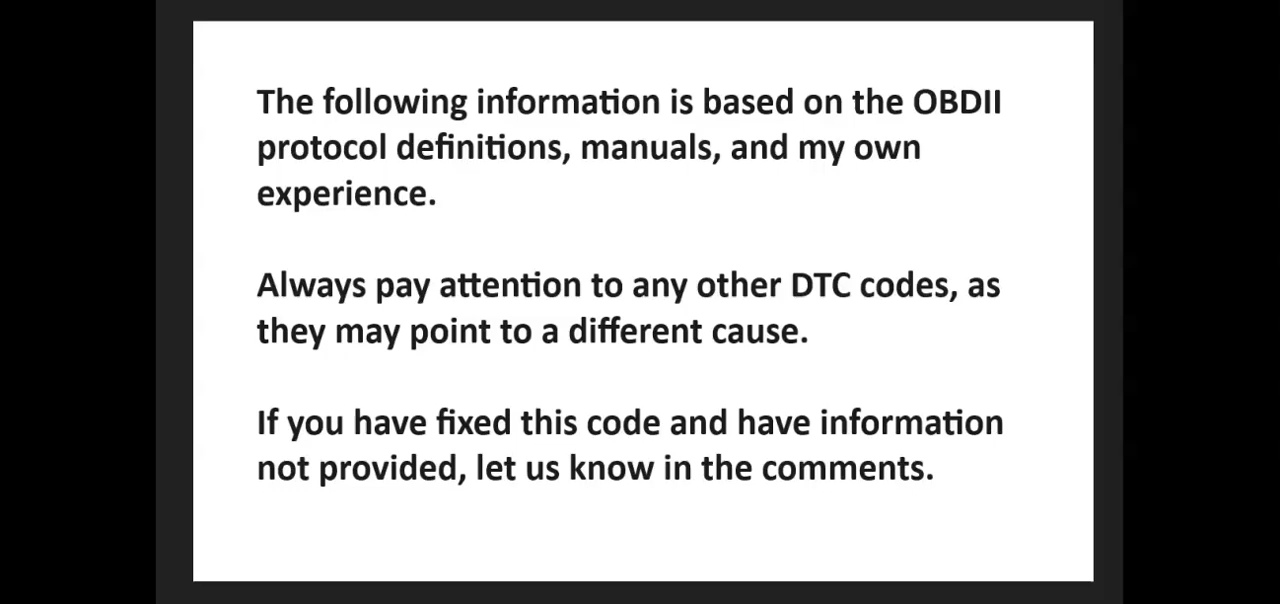 The following information is based on the OBDII
protocol definitions, manuals, and my own
experience.
Always pay attention to any other DTC codes, as
they may point to a different cause.
If you have fixed this code and have information
not provided, let us know in the comments.